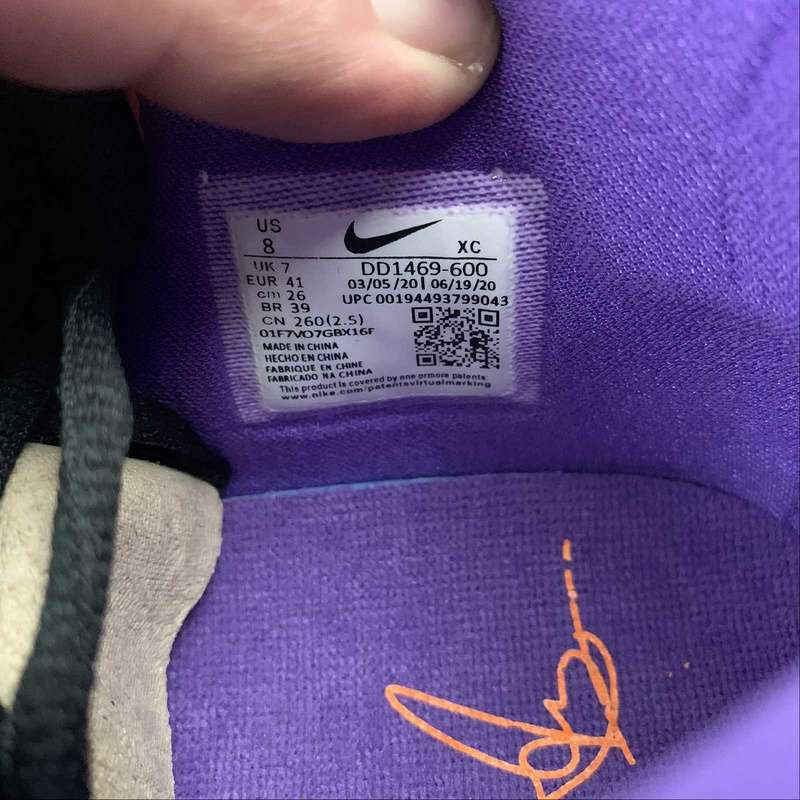 US
8
XC
UK 7
EUR 41
cm 26
BR 39
CN 260(2.5)
DD1469-600
03/05/20 | 06/19/20
UPC 00194493799043
01F7VO7GBX16F
MADE IN CHINA
HECHO EN CHINA
FABRIQUE EN CHINE
FABRICADO NA CHINA
This product is covered by one ormore patents
www.nike.com/patentsvirtualmarking